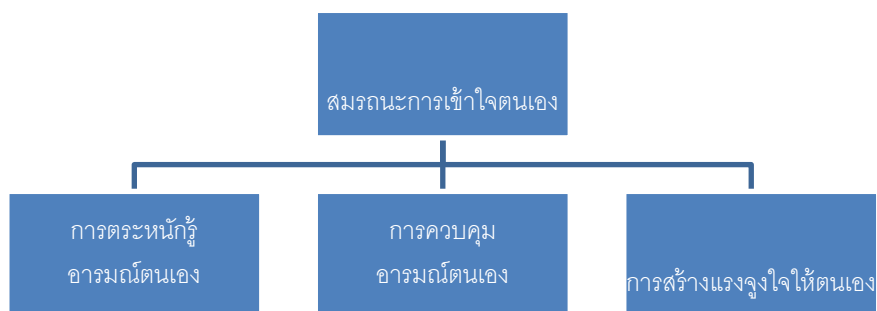 สมรถนะการเข้าใจตนเอง
การตระหนักรู้
อารมณ์ตนเอง
การควบคุม
อารมณ์ตนเอง
การสร้างแรงจูงใจให้ตนเอง